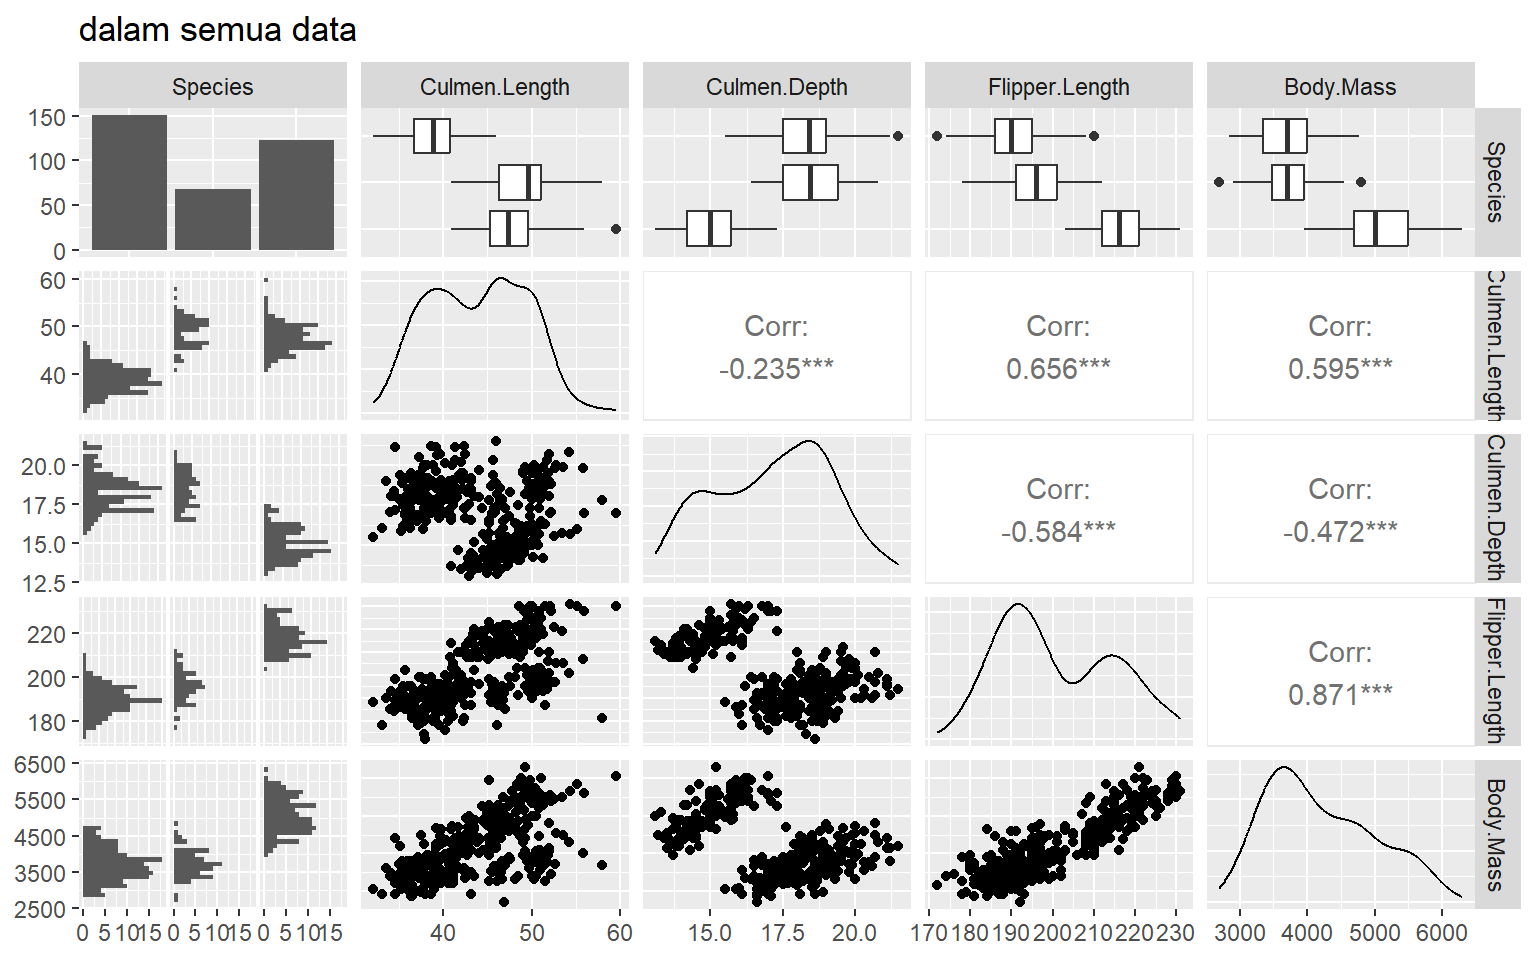 dalam semua data
Species
Culmen.Length
Culmen.Depth
Flipper.Length
Body.Mass
150
100
50
0
Species
60
50
40
Corr:
-0.235***
Corr:
0.656***
Corr:
0.595***
Culmen.Length
20.0
17.5
15.0
12.5
Corr:
-0.584***
Corr:
-0.472***
Culmen.Depth
220
200
180
Corr:
0.871***
Flipper.Length
6500
5500
4500
3500
2500
Body.Mass
0 5 10 15 0 5 10 15 0 5 10 15
40 50 60
15.0 17.5 20.0
170 180 190 200 210 220 230
3000 4000 5000 6000